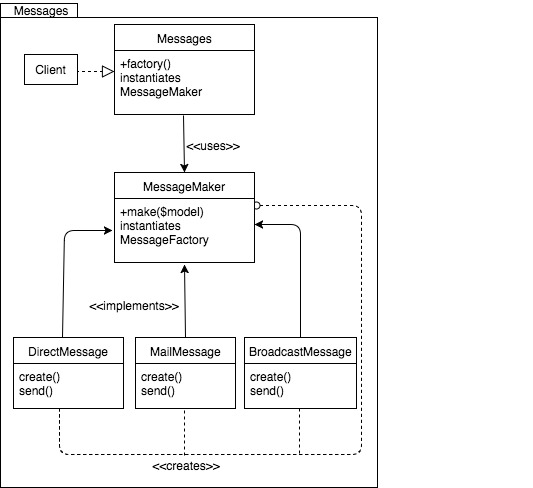 Messages
Messages
+factory()
instantiates
MessageMaker
Client
<<uses>>
MessageMaker
+make($model)
instantiates
MessageFactory
<<implements>>
DirectMessage
create()
send()
MailMessage
create()
send()
BroadcastMessage
create()
send()
<<creates>>